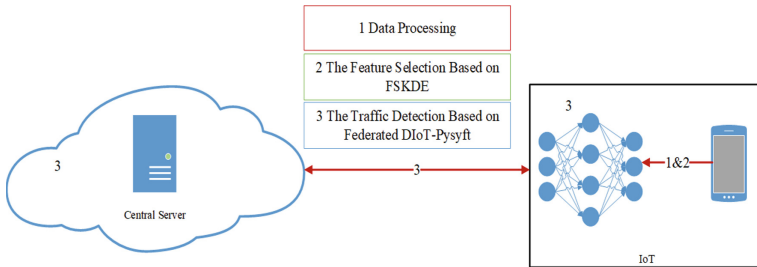 1 Data Processing
2 The Feature Selection Based on
FSKDE
3 The Traffic Detection Based on
Federated DIoT-Pysyft
3
Central Server
3
3
1&2
IoT